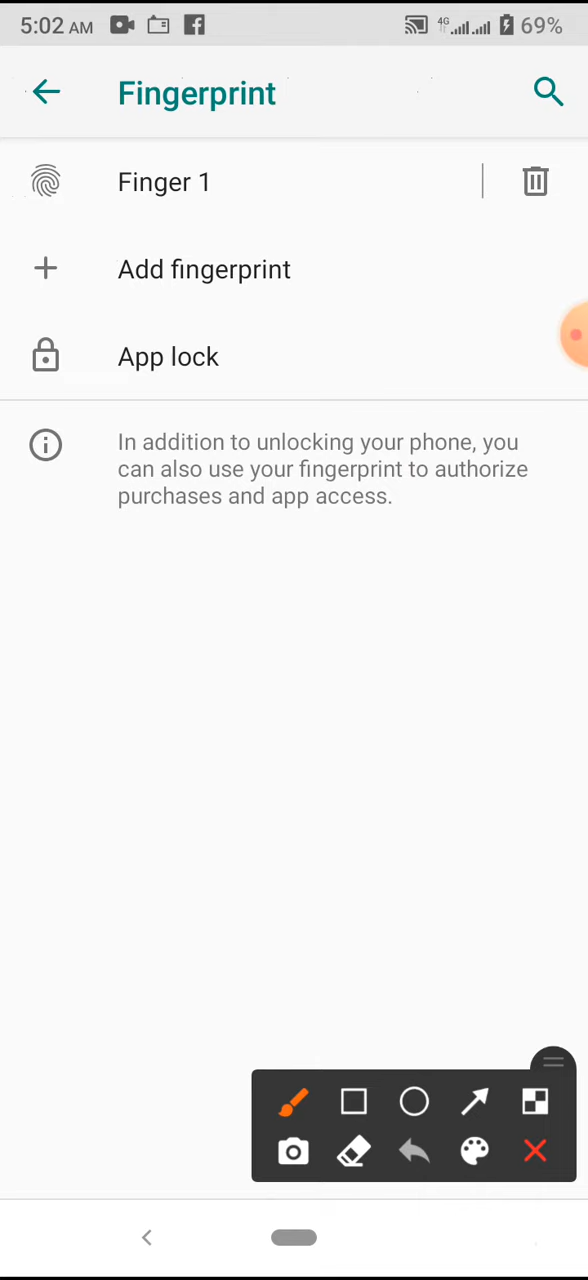 5:02 AM 4G 69%
Fingerprint
Finger 1
Add fingerprint
App lock
In addition to unlocking your phone, you
can also use your fingerprint to authorize
purchases and app access.